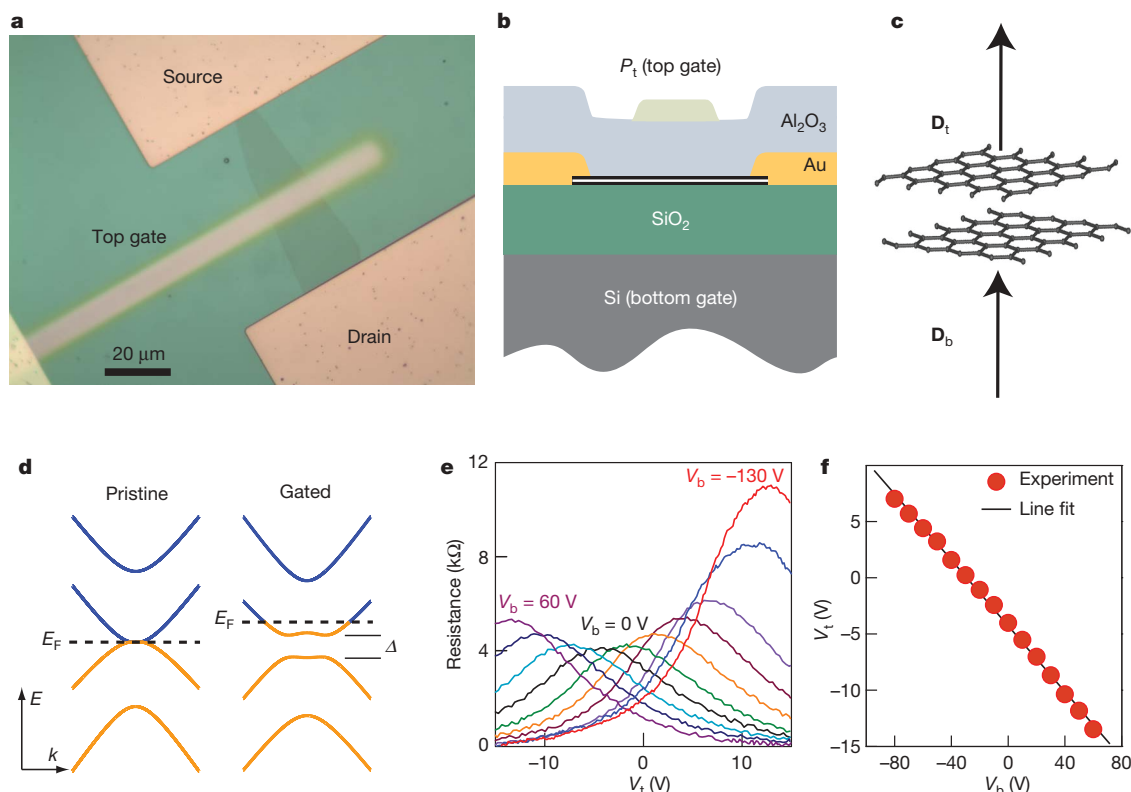 a
Source
Top gate
Drain
20 μm
b
Pt (top gate)
Al2O3
Au
SiO2
Si (bottom gate)
c
Dt
Db
d
Pristine
Gated
EF
EF
Δ
E
k
e
12
8
4
0
Resistance (kΩ)
Vb = −130 V
Vb = 60 V
Vb = 0 V
−10
0
10
Vt (V)
f
Experiment
Line fit
5
0
−5
−10
−15
Vt (V)
−80
−40
0
40
80
Vb (V)